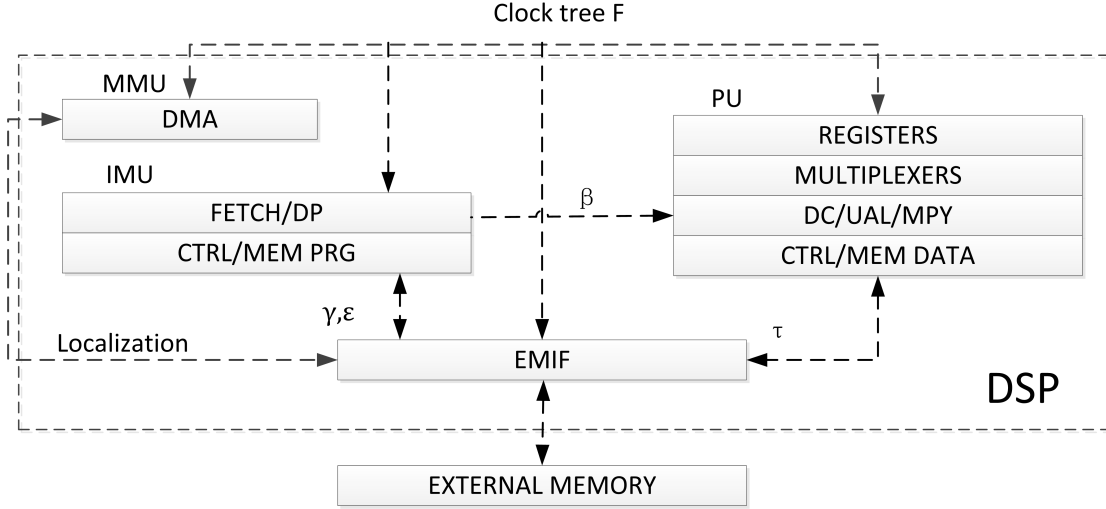 Clock tree F
MMU
DMA
PU
REGISTERS
MULTIPLEXERS
DC/UAL/MPY
CTRL/MEM DATA
IMU
FETCH/DP
CTRL/MEM PRG
β
γ,ε
τ
Localization
EMIF
DSP
EXTERNAL MEMORY